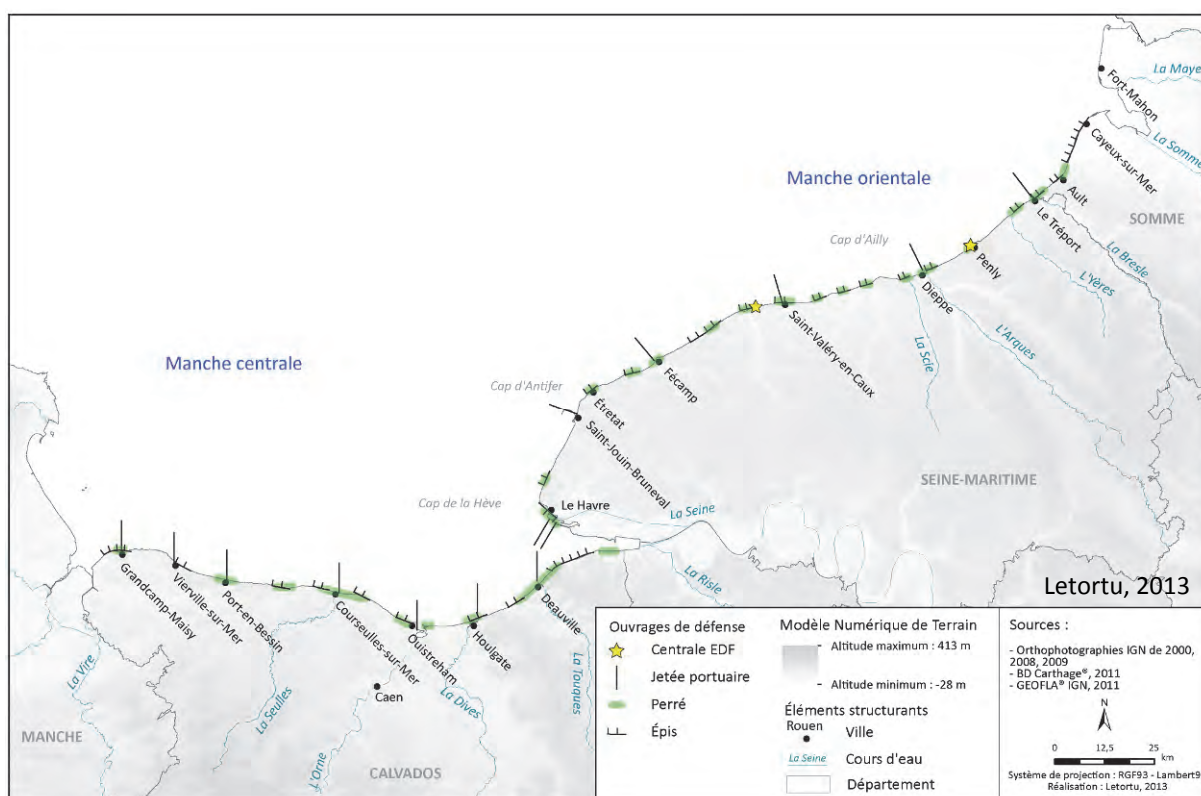 La Maye
Fort-Mahon
La Somme
Cayeux-sur-Mer
Manche orientale
Ault
SOMME
Le Tréport
Cap d'Ailly
La Bresle
Penly
L'Yères
Dieppe
L'Arques
Saint-Valéry-en-Caux
La Scie
Manche centrale
Fécamp
Cap d'Antifer
Étretat
Saint-Jouin-Bruneval
SEINE-MARITIME
Cap de la Hève
Le Havre
La Seine
La Risle
Letortu, 2013
Grandcamp-Maisy
Vierville-sur-Mer
Port-en-Bessin
Courseulles-sur-Mer
Ouistreham
Houlgate
Deauville
La Vire
La Seulles
Caen
La Dives
La Touques
L'Orne
MANCHE
CALVADOS
Ouvrages de défense
Centrale EDF
Jetée portuaire
Perré
Épis
Modèle Numérique de Terrain
Altitude maximum : 413 m
Altitude minimum : -28 m
Éléments structurants
Rouen
Ville
La Seine
Cours d'eau
Département
Sources :
- Orthophotographies IGN de 2000,
2008, 2009
- BD Carthage®, 2011
- GEOFLA® IGN, 2011
N
0 12,5 25
km
Système de projection : RGF93 - Lambert9
Réalisation : Letortu, 2013